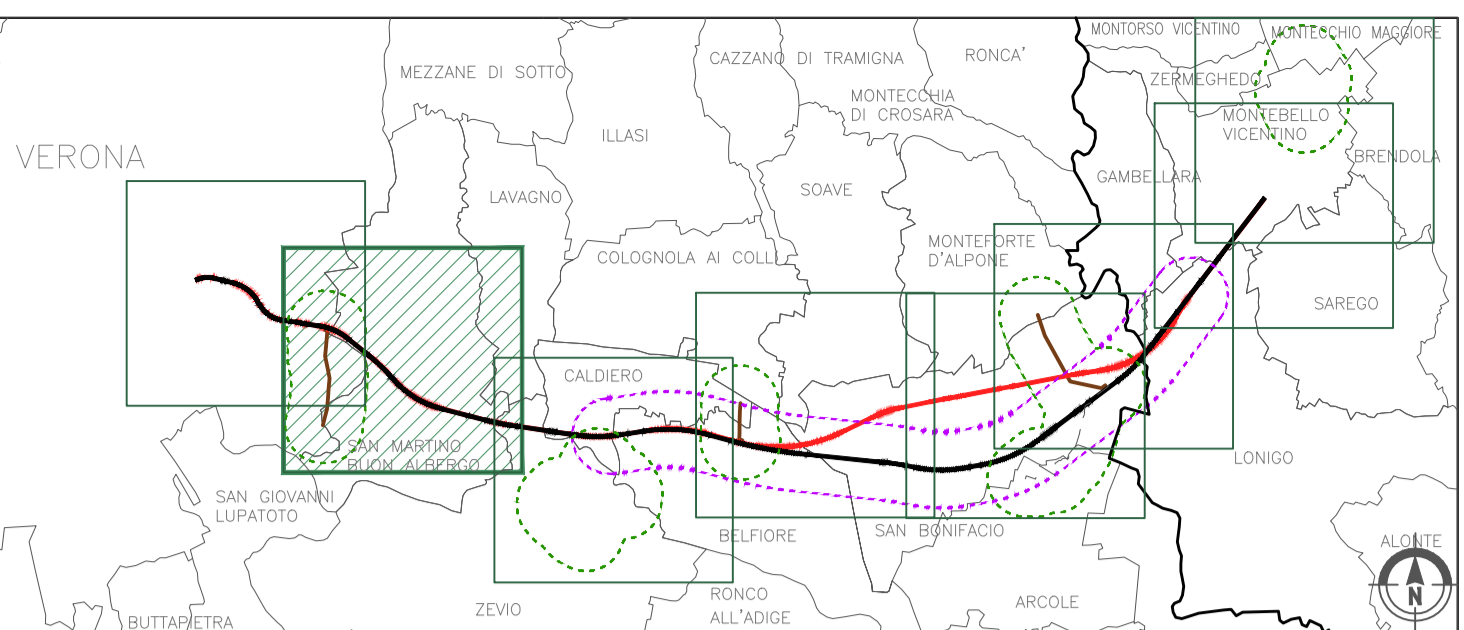 MONTORSO VICENTINO
MONTECCHIO MAGGIORE
RONCA'
CAZZANO DI TRAMIGNA
MEZZANE DI SOTTO
ZERMEGHEDO
MONTECCHIA
DI CROSARA
MONTEBELLO
VICENTINO
ILLASI
VERONA
BRENDOLA
GAMBELLARA
SOAVE
LAVAGNO
MONTEFORTE
D'ALPONE
COLOGNOLA AI COLLI
SAREGO
CALDIERO
SAN MARTINO
BUON ALBERGO
LONIGO
SAN GIOVANNI
LUPATOTO
BELFIORE
SAN BONIFACIO
ALONTE
RONCO
ALL'ADIGE
ARCOLE
ZEVIO
BUTTAPIETRA
N